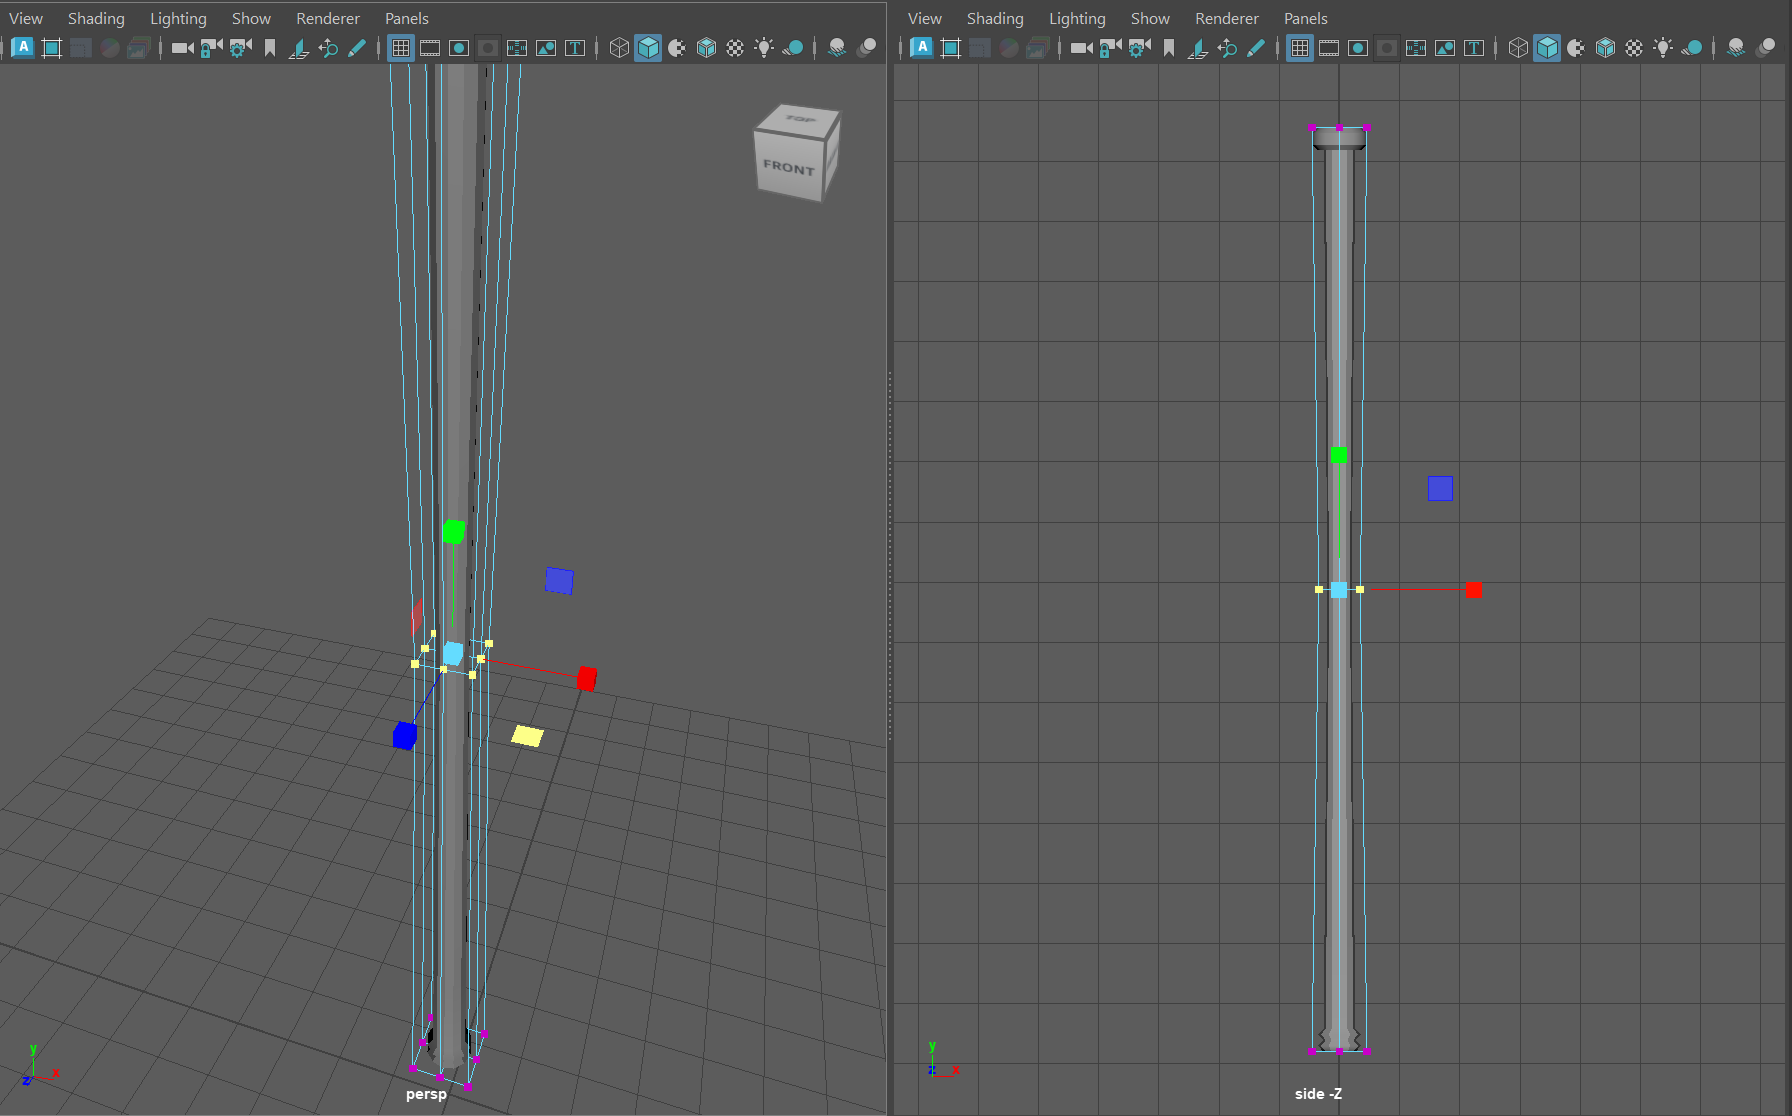 View Shading Lighting Show Renderer Panels
View Shading Lighting Show Renderer Panels
A
T
A
T
TOP
FRONT
y
z x
persp
y
z x
side -Z